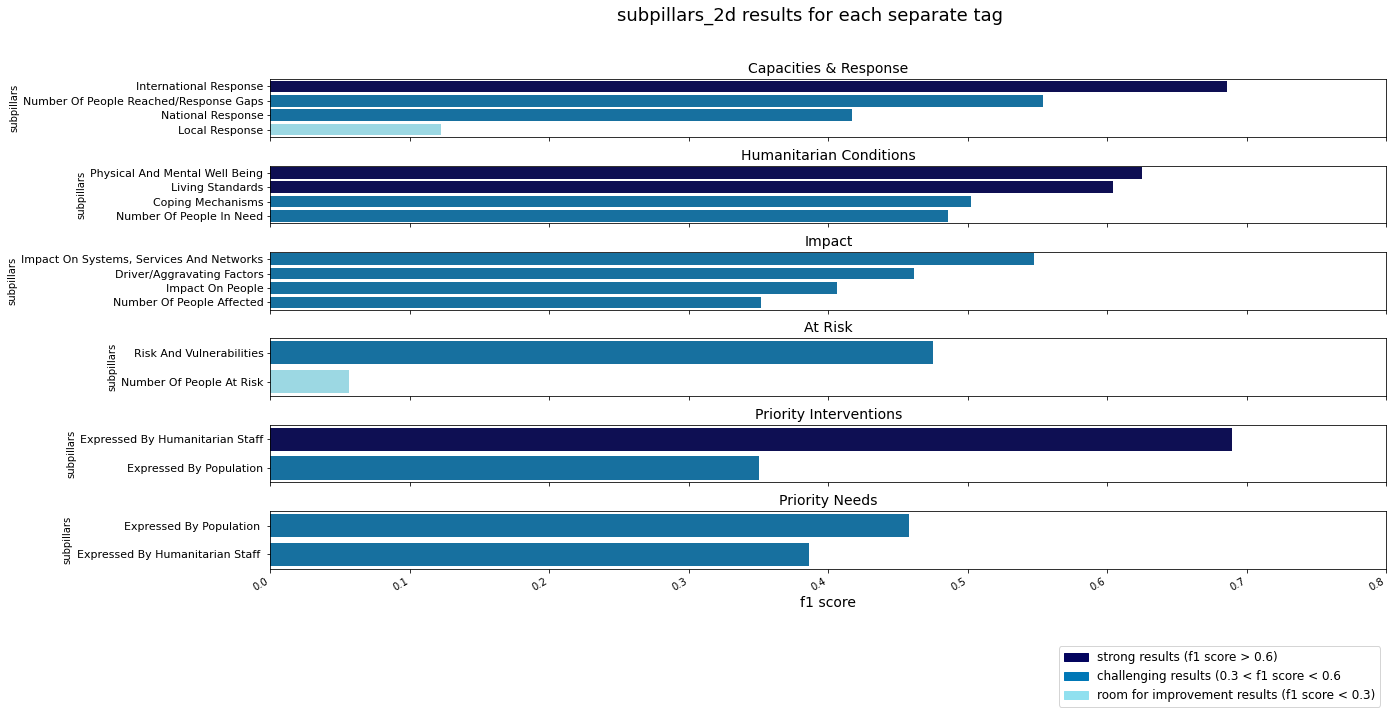 subpillars_2d results for each separate tag
Capacities & Response
subpillars
International Response
Number Of People Reached/Response Gaps
National Response
Local Response
Humanitarian Conditions
subpillars
Physical And Mental Well Being
Living Standards
Coping Mechanisms
Number Of People In Need
Impact
subpillars
Impact On Systems, Services And Networks
Driver/Aggravating Factors
Impact On People
Number Of People Affected
At Risk
subpillars
Risk And Vulnerabilities
Number Of People At Risk
Priority Interventions
subpillars
Expressed By Humanitarian Staff
Expressed By Population
Priority Needs
subpillars
Expressed By Population
Expressed By Humanitarian Staff
0.0 0.1 0.2 0.3 0.4 0.5 0.6 0.7 0.8
f1 score
strong results (f1 score > 0.6)
challenging results (0.3 < f1 score < 0.6
room for improvement results (f1 score < 0.3)